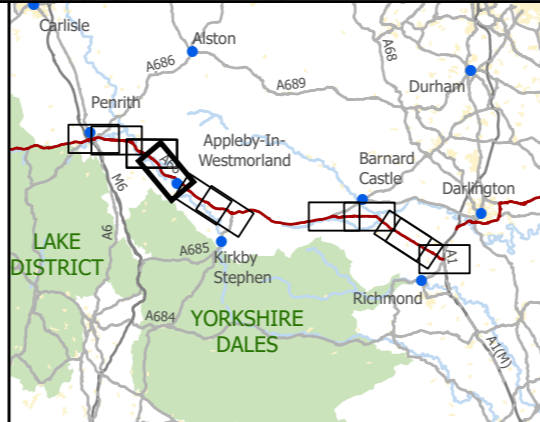 Carlisle
Alston
A686
A68
A689
Durham
Penrith
Appleby-In-
Westmorland
A66
Barnard
Castle
Darlington
M6
LAKE
DISTRICT
A6
A685
Kirkby
Stephen
A1
Richmond
A684
YORKSHIRE
DALES
A1(M)